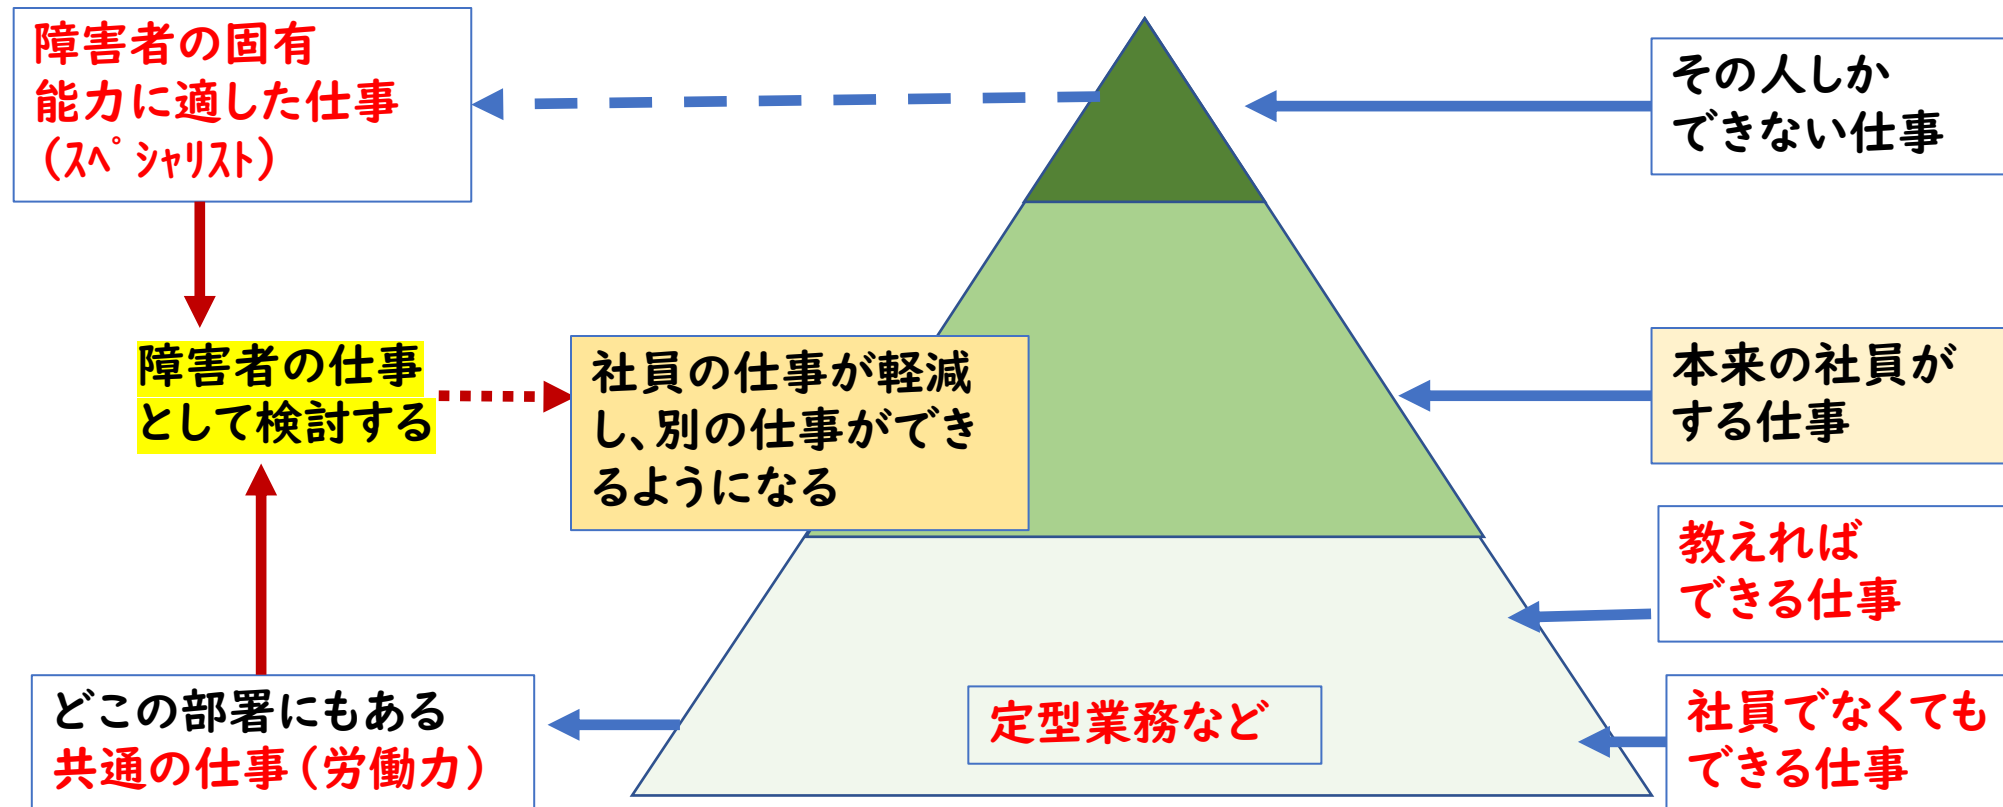 障害者の固有
能力に適した仕事
(ｽﾍﾟｼｬﾘｽﾄ)
その人しか
できない仕事
障害者の仕事
として検討する
社員の仕事が軽減
し、別の仕事ができ
るようになる
本来の社員が
する仕事
教えれば
できる仕事
どこの部署にもある
共通の仕事(労働力)
定型業務など
社員でなくても
できる仕事